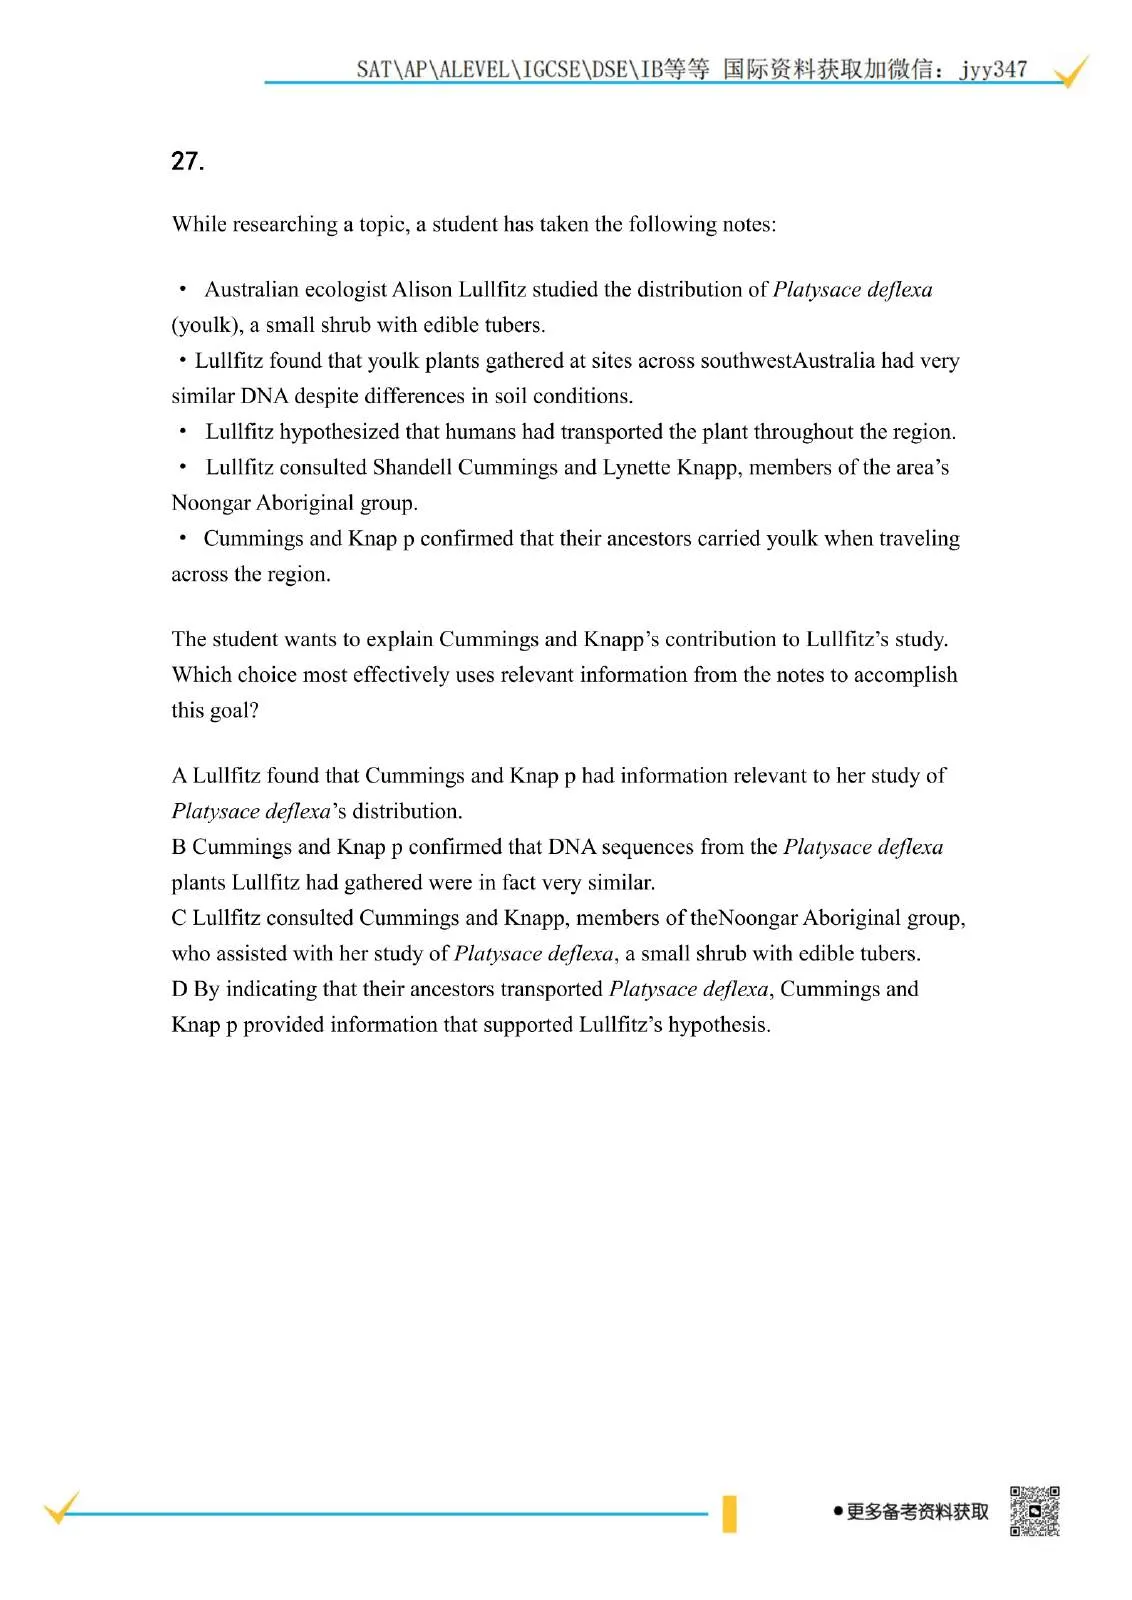 SAT\AP\ALEVEL\IGCSE\DSE\IB等等 国际资料获取加微信：jyy347
27.
While researching a topic, a student has taken the following notes:
• Australian ecologist Alison Lullfitz studied the distribution of Platysace deflexa
(youlk), a small shrub with edible tubers.
• Lullfitz found that youlk plants gathered at sites across southwestAustralia had very
similar DNA despite differences in soil conditions.
• Lullfitz hypothesized that humans had transported the plant throughout the region.
• Lullfitz consulted Shandell Cummings and Lynette Knapp, members of the area’s
Noongar Aboriginal group.
• Cummings and Knap p confirmed that their ancestors carried youlk when traveling
across the region.
The student wants to explain Cummings and Knapp’s contribution to Lullfitz’s study.
Which choice most effectively uses relevant information from the notes to accomplish
this goal?
A Lullfitz found that Cummings and Knap p had information relevant to her study of
Platysace deflexa’s distribution.
B Cummings and Knap p confirmed that DNA sequences from the Platysace deflexa
plants Lullfitz had gathered were in fact very similar.
C Lullfitz consulted Cummings and Knapp, members of theNoongar Aboriginal group,
who assisted with her study of Platysace deflexa, a small shrub with edible tubers.
D By indicating that their ancestors transported Platysace deflexa, Cummings and
Knap p provided information that supported Lullfitz’s hypothesis.
•更多备考资料获取